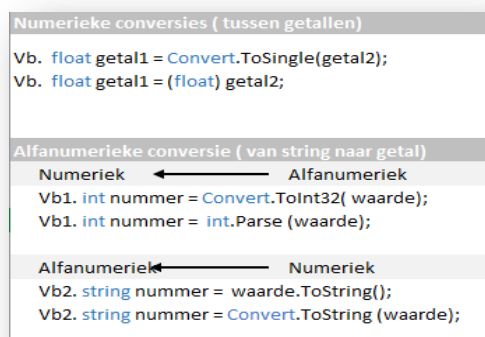 Numerieke conversies ( tussen getallen)
Vb. float getal1 = Convert.ToSingle(getal2);
Vb. float getal1 = (float) getal2;
Alfanumerieke conversie ( van string naar getal)
Numeriek Alfanumeriek
Vb1. int nummer = Convert.ToInt32( waarde);
Vb1. int nummer = int.Parse (waarde);
Alfanumeriek Numeriek
Vb2. string nummer = waarde.ToString();
Vb2. string nummer = Convert.ToString (waarde);